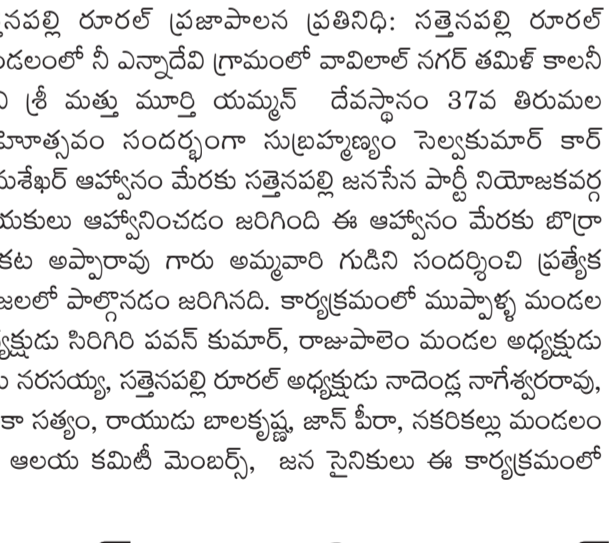 నపల్లి రూరల్ ప్రజాపాలన ప్రతినిధి: సత్తెనపల్లి రూరల్
డలంలో నీ ఎన్నాదేవి గ్రామంలో వావిలాల్ నగర్ తమిళ్ కాలనీ
శ్రీ మత్తు మూర్తి యమ్మన్ దేవస్థానం 37వ తిరుమల
హెూత్సవం సందర్భంగా సుబ్రహ్మణ్యం సెల్వకుమార్ కార్
శేఖర్ ఆహ్వానం మేరకు సత్తెనపల్లి జనసేన పార్టీ నియోజకవర్గ
యకులు ఆహ్వానించడం జరిగింది ఈ ఆహ్వానం మేరకు బొర్రా
కట అప్పారావు గారు అమ్మవారి గుడిని సందర్శించి ప్రత్యేక
జలలో పాల్గొనడం జరిగినది. కార్యక్రమంలో ముప్పాళ్ళ మండల
్యక్షుడు సిరిగిరి పవన్ కుమార్, రాజుపాలెం మండల అధ్యక్షుడు
నరసయ్య, సత్తెనపల్లి రూరల్ అధ్యక్షుడు నాదెండ్ల నాగేశ్వరరావు,
కా సత్యం, రాయుడు బాలకృష్ణ, జాన్ పీరా, నకరికల్లు మండలం
ఆలయ కమిటీ మెంబర్స్, జన సైనికులు ఈ కార్యక్రమంలో